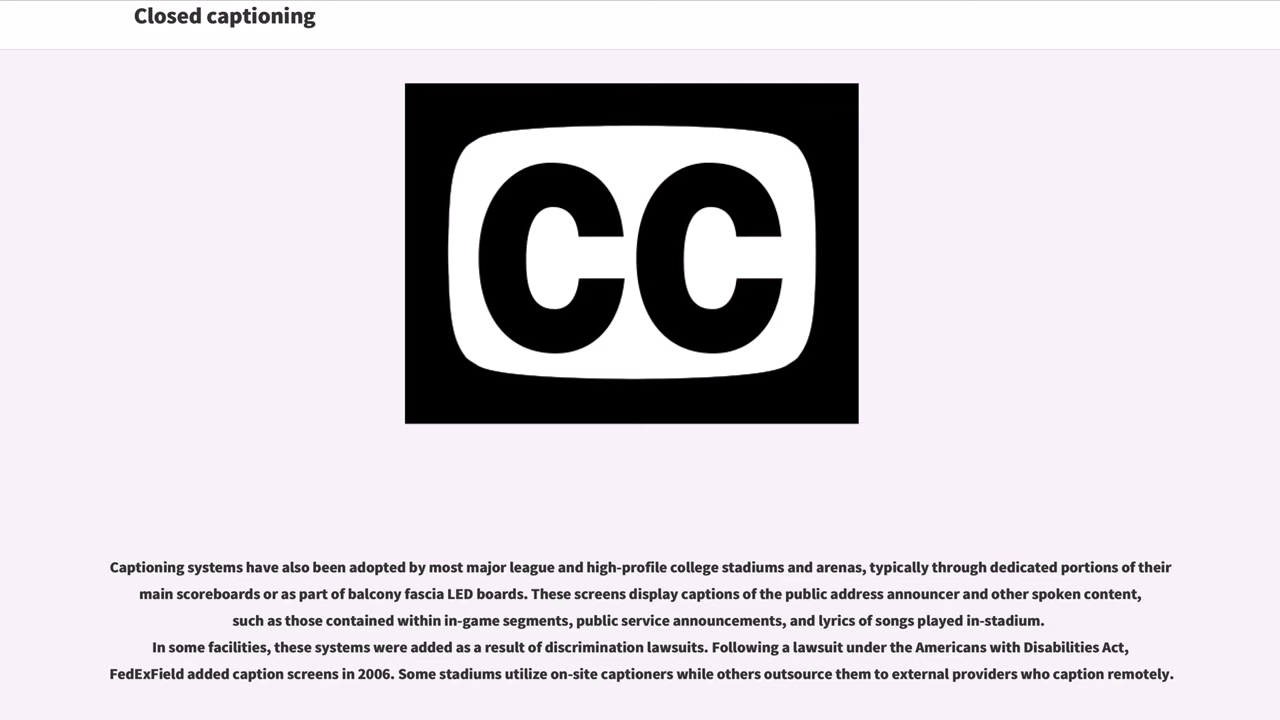 Closed captioning
CC
Captioning systems have also been adopted by most major league and high-profile college stadiums and arenas, typically through dedicated portions of their
main scoreboards or as part of balcony fascia LED boards. These screens display captions of the public address announcer and other spoken content,
such as those contained within in-game segments, public service announcements, and lyrics of songs played in-stadium.
In some facilities, these systems were added as a result of discrimination lawsuits. Following a lawsuit under the Americans with Disabilities Act,
FedExField added caption screens in 2006. Some stadiums utilize on-site captioners while others outsource them to external providers who caption remotely.